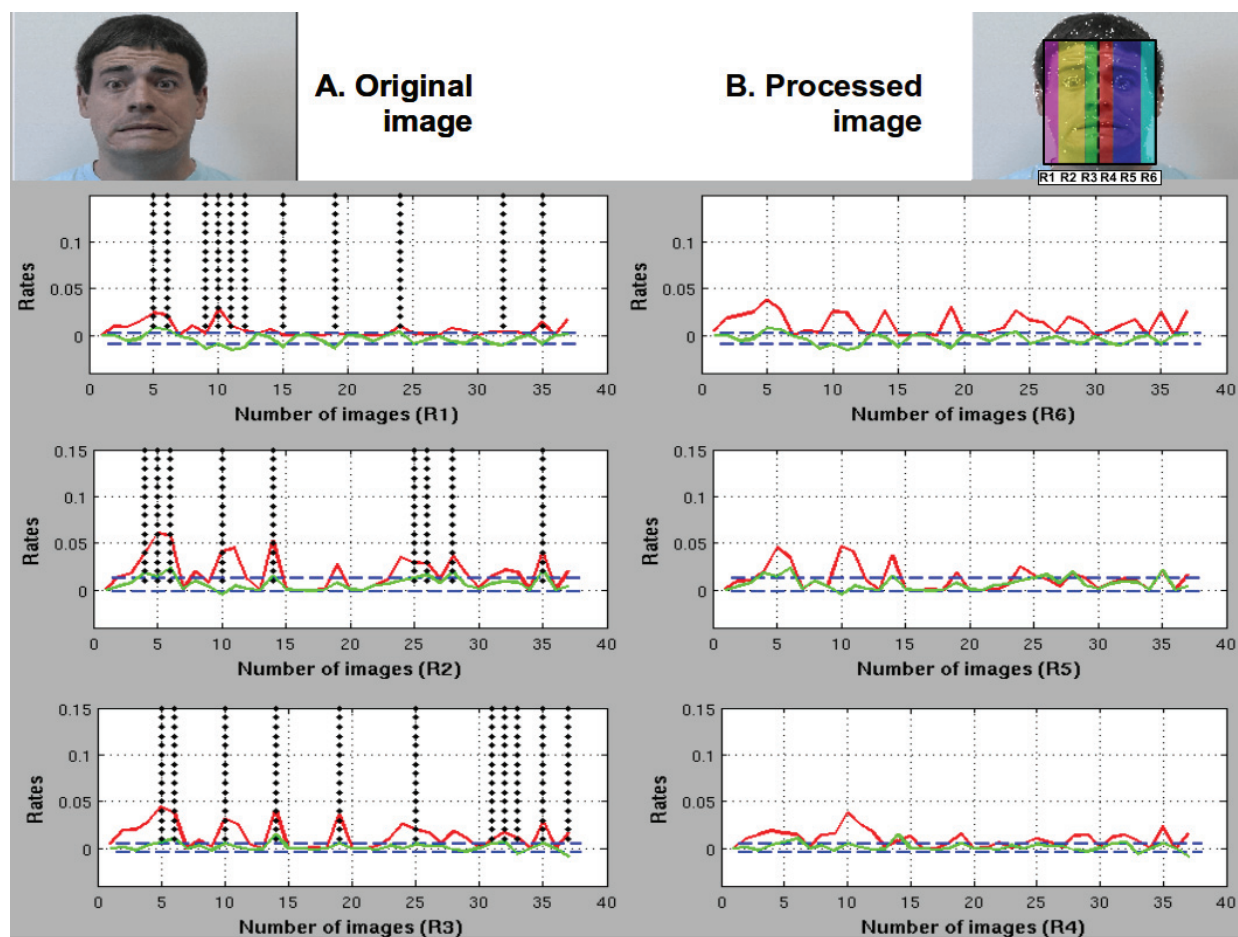 A. Original
image
B. Processed
image
R1 R2 R3 R4 R5 R6
0.1
0.05
0
Rates
0 5 10 15 20 25 30 35 40
Number of images (R1)
0.1
0.05
0
Rates
0 5 10 15 20 25 30 35 40
Number of images (R6)
0.15
0.1
0.05
0
Rates
0 5 10 15 20 25 30 35 40
Number of images (R2)
0.15
0.1
0.05
0
Rates
0 5 10 15 20 25 30 35 40
Number of images (R5)
0.15
0.1
0.05
0
Rates
0 5 10 15 20 25 30 35 40
Number of images (R3)
0.15
0.1
0.05
0
Rates
0 5 10 15 20 25 30 35 40
Number of images (R4)